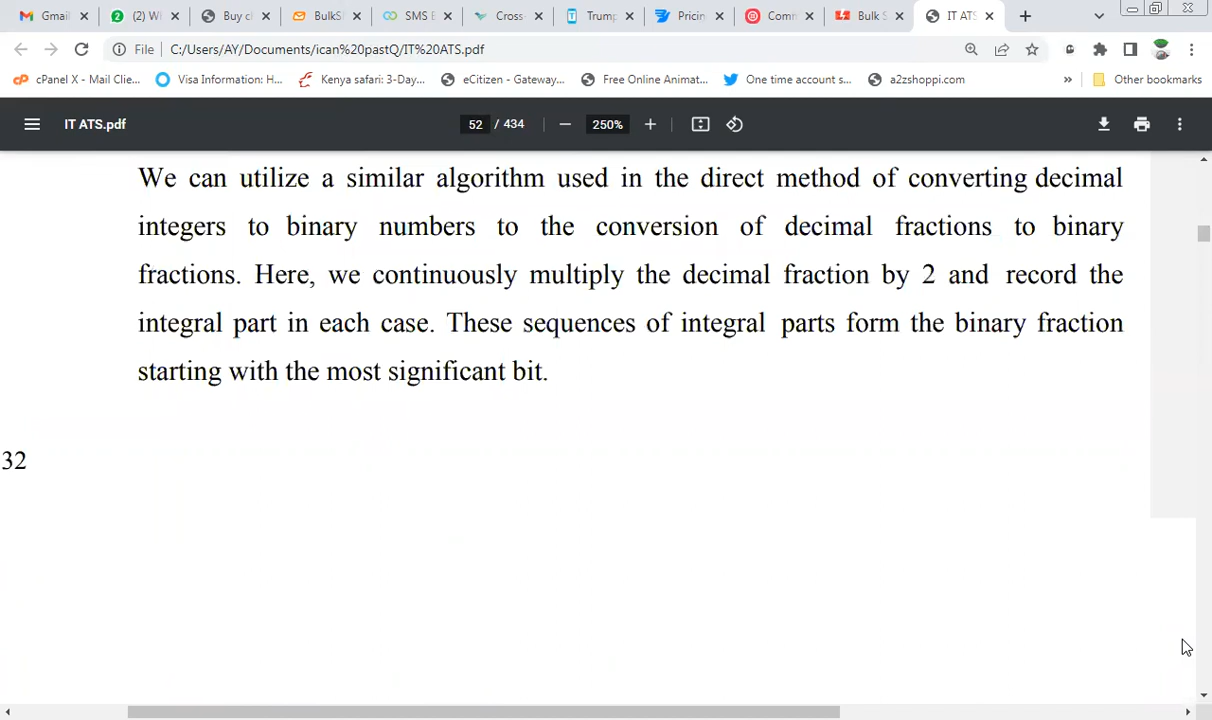 Gmail
(2) W
Buy c
BulkS
SMS E
Cross-
Trump
Pricin
Comm
Bulk S
IT ATS
File C:/Users/AY/Documents/ican%20pastQ/IT%20ATS.pdf
cPanel X - Mail Clie...
Visa Information: H...
Kenya safari: 3-Day...
eCitizen - Gateway...
Free Online Animat...
One time account s...
a2zshoppi.com
»
Other bookmarks
IT ATS.pdf
52 / 434
250%
We can utilize a similar algorithm used in the direct method of converting decimal
integers to binary numbers to the conversion of decimal fractions to binary
fractions. Here, we continuously multiply the decimal fraction by 2 and record the
integral part in each case. These sequences of integral parts form the binary fraction
starting with the most significant bit.
32